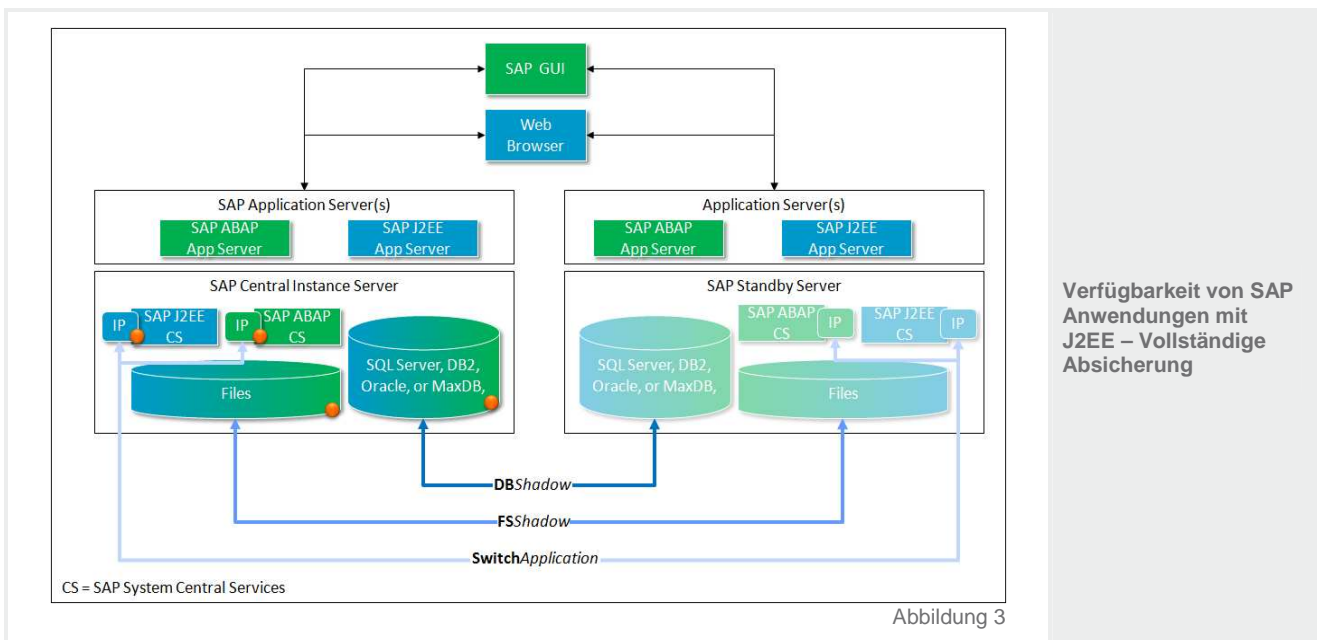 SAP GUI
Web
Browser
SAP Application Server(s)
SAP ABAP
App Server
SAP J2EE
App Server
Application Server(s)
SAP ABAP
App Server
SAP J2EE
App Server
SAP Central Instance Server
IP
SAP J2EE
CS
IP
SAP ABAP
CS
Files
SQL Server, DB2,
Oracle, or MaxDB,
SAP Standby Server
SQL Server, DB2,
Oracle, or MaxDB,
SAP ABAP
CS
IP
SAP J2EE
CS
IP
Files
DBShadow
FSShadow
SwitchApplication
CS = SAP System Central Services
Abbildung 3
Verfügbarkeit von SAP
Anwendungen mit
J2EE – Vollständige
Absicherung